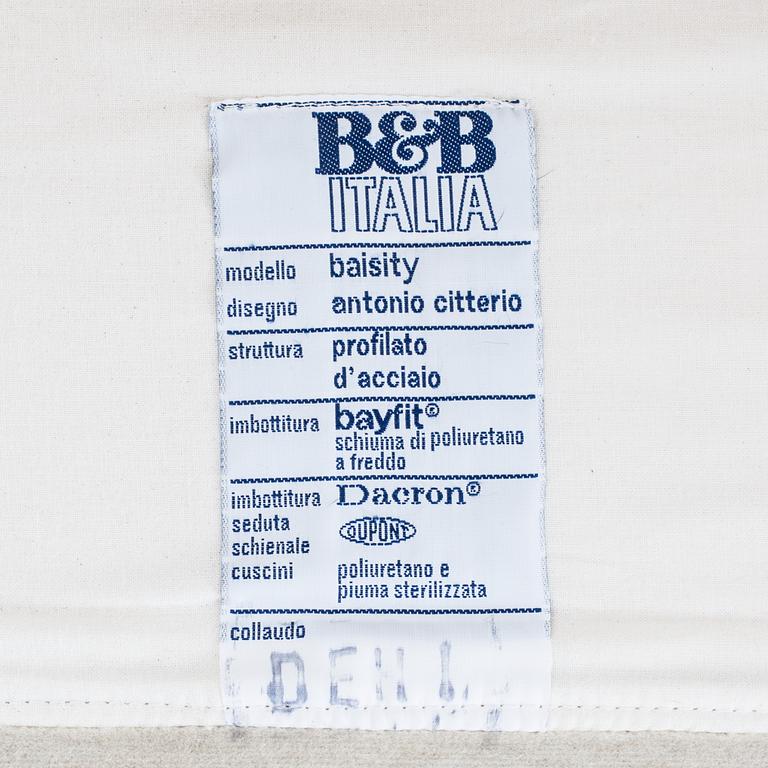 B&B
ITALIA
modello baisity
disegno antonio citterio
struttura profilato
d'acciaio
imbottitura bayfit®
schiuma di poliuretano
a freddo
imbottitura Dacron®
seduta DUPONT
schienale
cuscini poliuretano e
piuma sterilizzata
collaudo